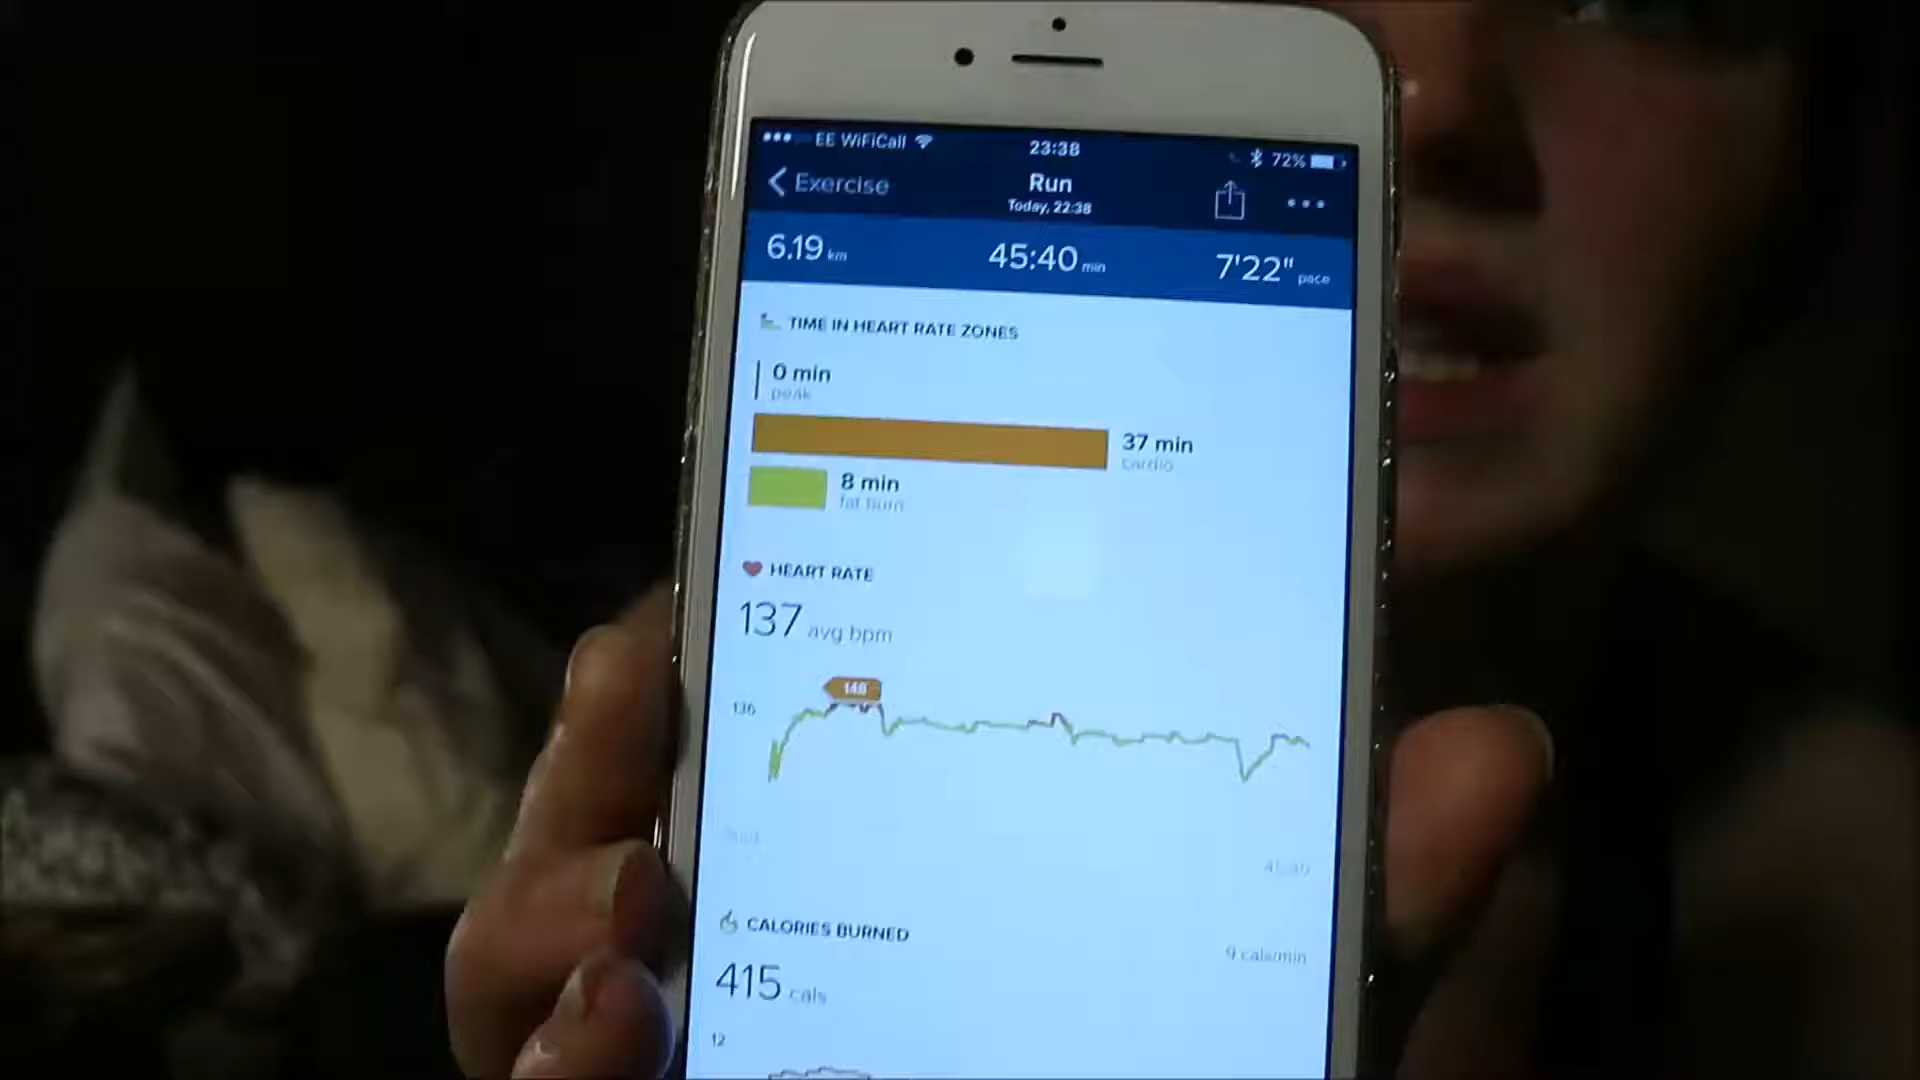 EE WiFiCall
23:38
72%
Exercise
Run
Today, 22:38
6.19 km
45:40 min
7'22" pace
TIME IN HEART RATE ZONES
0 min
peak
37 min
cardio
8 min
fat burn
HEART RATE
137 avg bpm
148
136
45:40
CALORIES BURNED
9 cals/min
415 cals
12